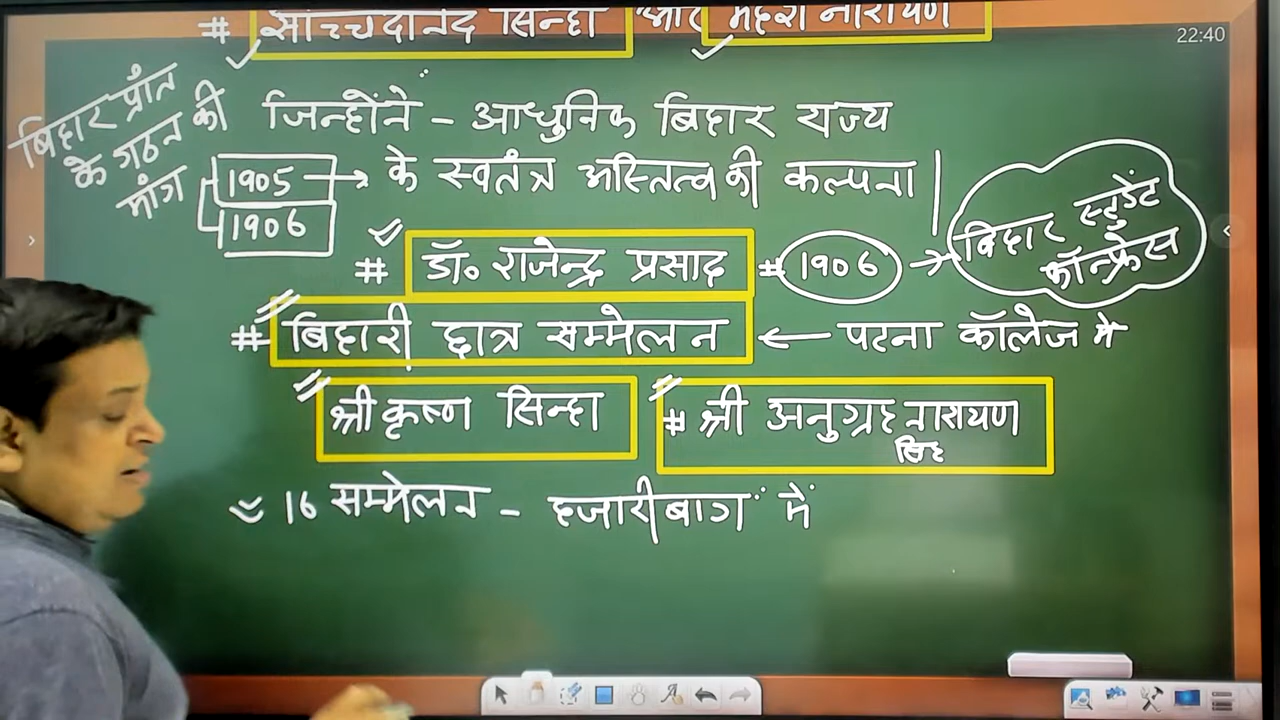 # सच्चिदानंद सिन्हा और महेश नारायण
22:40
बिहार प्रांत
के गठन की
मांग
जिन्होंने - आधुनिक बिहार राज्य
1905 → के स्वतंत्र अस्तित्व की कल्पना
1906
# डॉ० राजेन्द्र प्रसाद # 1906 →
बिहार स्टुडेंट
कॉन्फ्रेंस
# बिहारी छात्र सम्मेलन ← पटना कॉलेज में
श्री कृष्ण सिन्हा
# श्री अनुग्रह नारायण
सिंह
16 सम्मेलन - हजारीबाग में